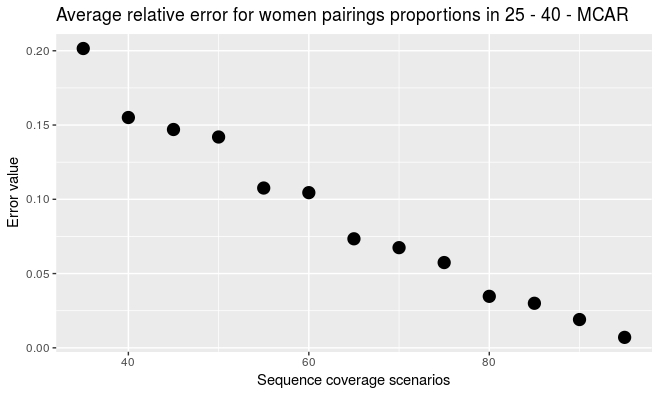 Average relative error for women pairings proportions in 25 - 40 - MCAR
0.20
0.15
0.10
0.05
0.00
Error value
40
60
80
Sequence coverage scenarios